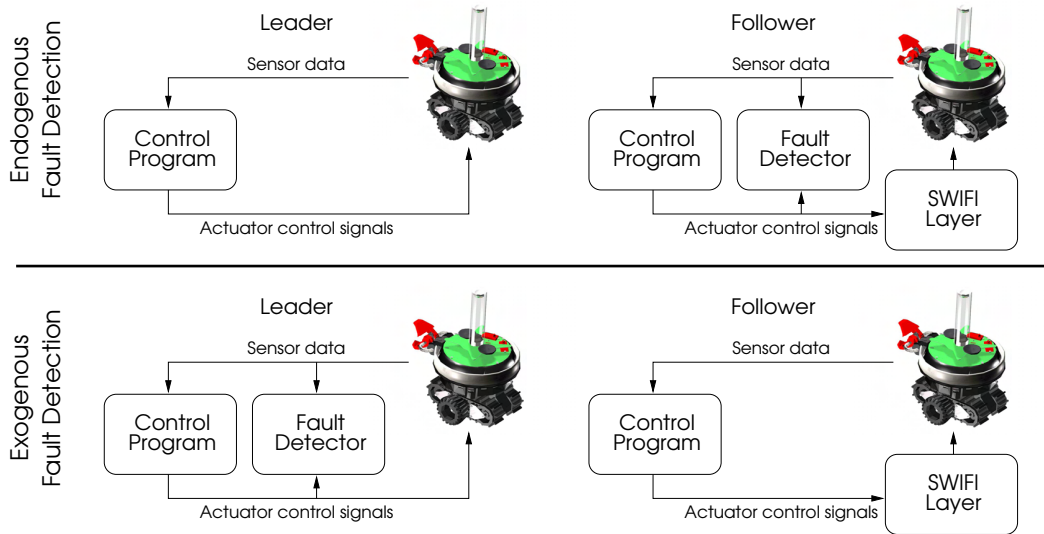 Endogenous
Fault Detection
Leader
Sensor data
Control
Program
Actuator control signals
Follower
Sensor data
Control
Program
Fault
Detector
SWIFI
Layer
Actuator control signals
Exogenous
Fault Detection
Leader
Sensor data
Control
Program
Fault
Detector
Actuator control signals
Follower
Sensor data
Control
Program
SWIFI
Layer
Actuator control signals